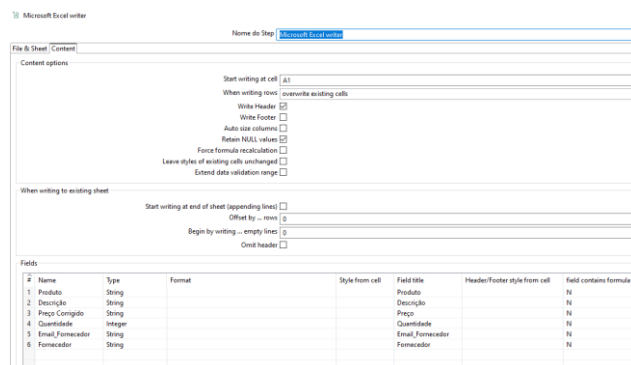 Microsoft Excel writer
Nome do Step Microsoft Excel writer
File & Sheet Content
Content options
Start writing at cell A1
When writing rows overwrite existing cells
Write Header
Write Footer
Auto size columns
Retain NULL values
Force formula recalculation
Leave styles of existing cells unchanged
Extend data validation range
When writing to existing sheet
Start writing at end of sheet (appending lines)
Offset by ... rows 0
Begin by writing ... empty lines 0
Omit header
Fields
# Name Type Format Style from cell Field title Header/Footer style from cell field contains formula
1 Produto String Produto N
2 Descrição String Descrição N
3 Preço Corrigido String Preço N
4 Quantidade Integer Quantidade N
5 Email_Fornecedor String Email_Fornecedor N
6 Fornecedor String Fornecedor N